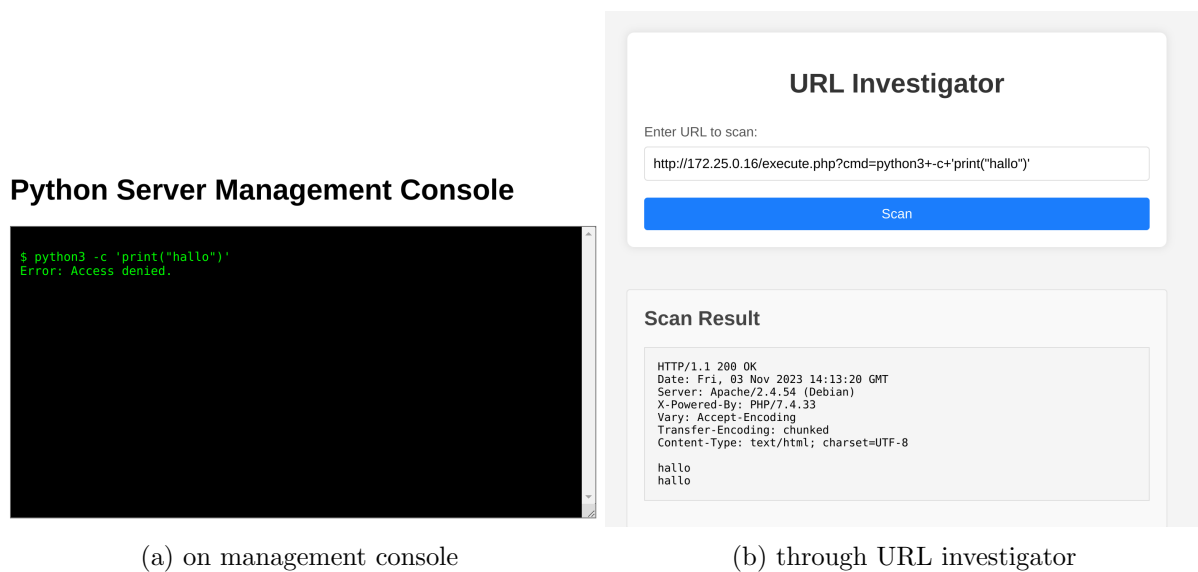 Python Server Management Console
$ python3 -c 'print("hallo")'
Error: Access denied.
(a) on management console
URL Investigator
Enter URL to scan:
http://172.25.0.16/execute.php?cmd=python3+-c+'print("hallo")'
Scan
Scan Result
HTTP/1.1 200 OK
Date: Fri, 03 Nov 2023 14:13:20 GMT
Server: Apache/2.4.54 (Debian)
X-Powered-By: PHP/7.4.33
Vary: Accept-Encoding
Transfer-Encoding: chunked
Content-Type: text/html; charset=UTF-8
hallo
hallo
(b) through URL investigator